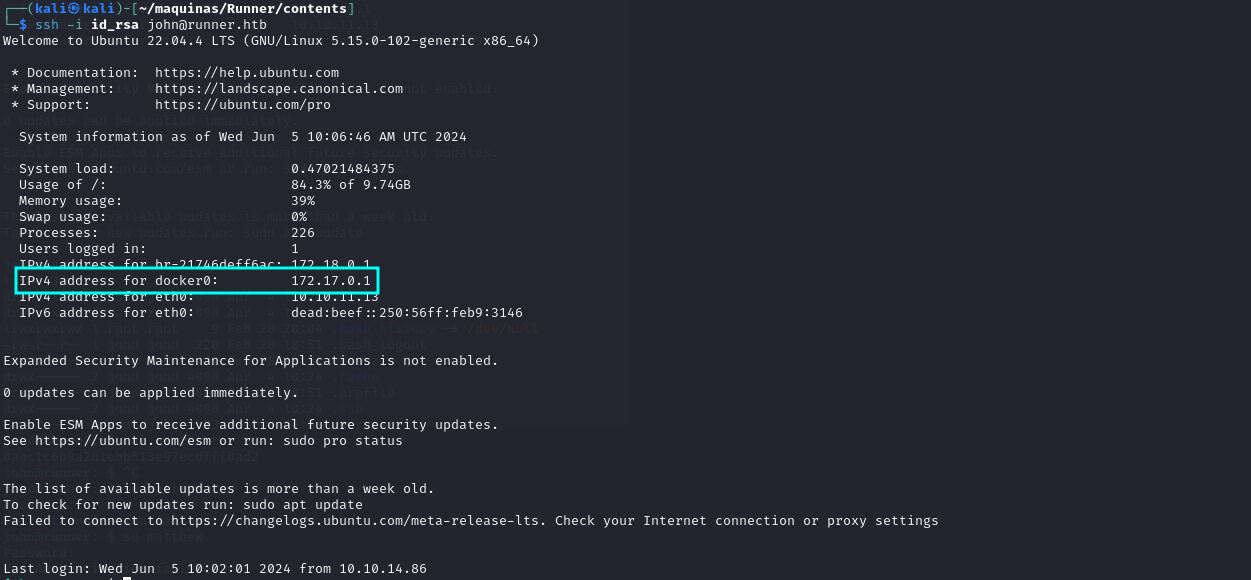 ┌──(kali㉿kali)-[~/maquinas/Runner/contents]
└─$ ssh -i id_rsa john@runner.htb
Welcome to Ubuntu 22.04.4 LTS (GNU/Linux 5.15.0-102-generic x86_64)
* Documentation:  https://help.ubuntu.com
* Management:     https://landscape.canonical.com
* Support:        https://ubuntu.com/pro
System information as of Wed Jun  5 10:06:46 AM UTC 2024
System load:                      0.47021484375
Usage of /:                       84.3% of 9.74GB
Memory usage:                     39%
Swap usage:                       0%
Processes:                        226
Users logged in:                  1
IPv4 address for br-21746deff6ac: 172.18.0.1
IPv4 address for docker0:         172.17.0.1
IPv4 address for eth0:            10.10.11.13
IPv6 address for eth0:            dead:beef::250:56ff:feb9:3146
Expanded Security Maintenance for Applications is not enabled.
0 updates can be applied immediately.
Enable ESM Apps to receive additional future security updates.
See https://ubuntu.com/esm or run: sudo pro status
The list of available updates is more than a week old.
To check for new updates run: sudo apt update
Failed to connect to https://changelogs.ubuntu.com/meta-release-lts. Check your Internet connection or proxy settings
Last login: Wed Jun  5 10:02:01 2024 from 10.10.14.86